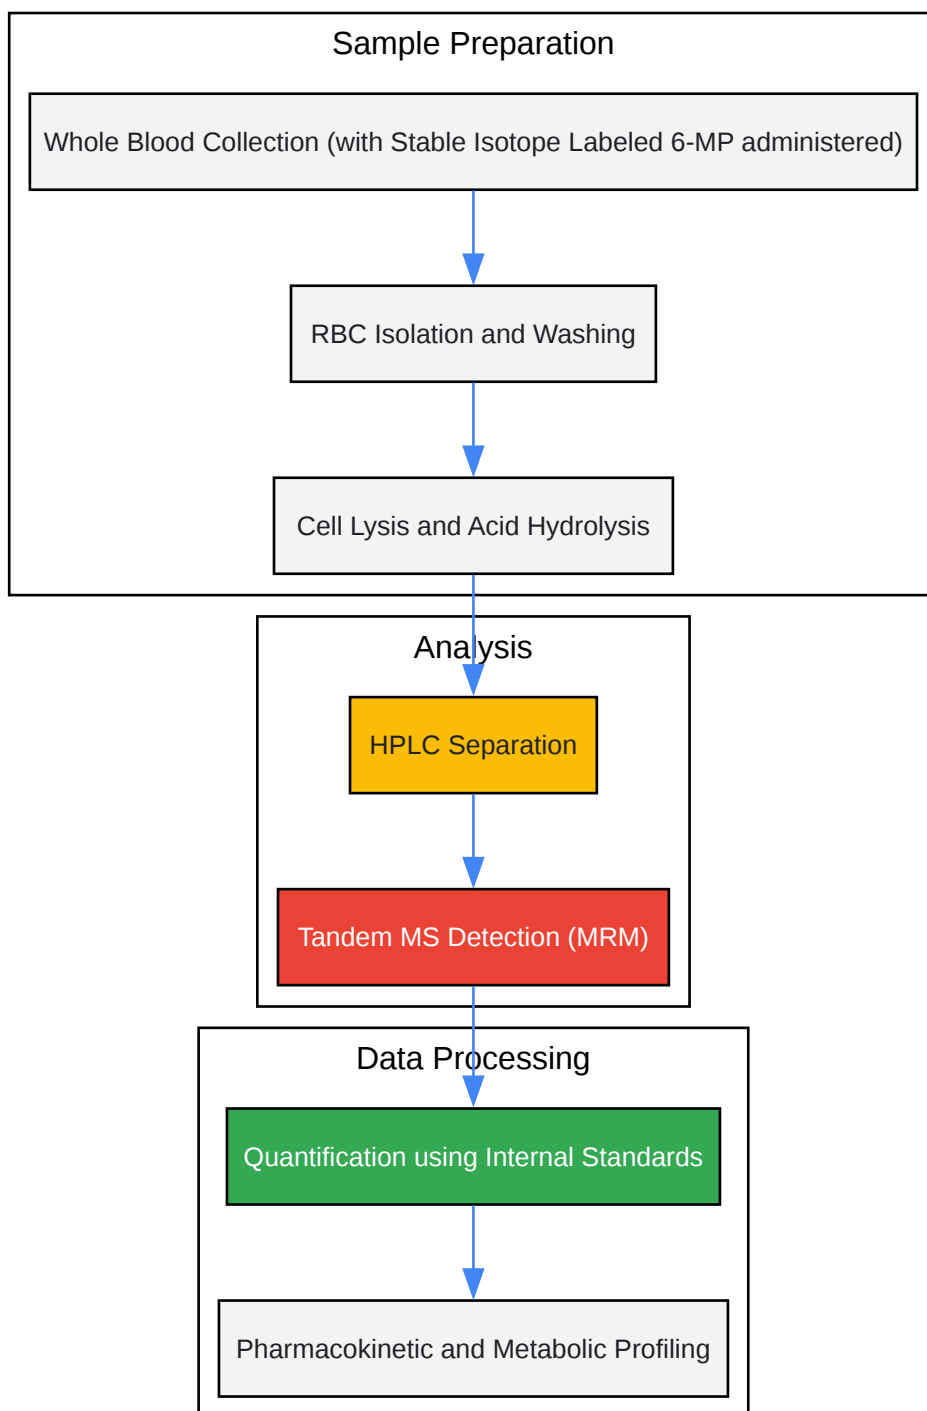 Sample Preparation
Whole Blood Collection (with Stable Isotope Labeled 6-MP administered)
RBC Isolation and Washing
Cell Lysis and Acid Hydrolysis
Analysis
HPLC Separation
Tandem MS Detection (MRM)
Data Processing
Quantification using Internal Standards
Pharmacokinetic and Metabolic Profiling